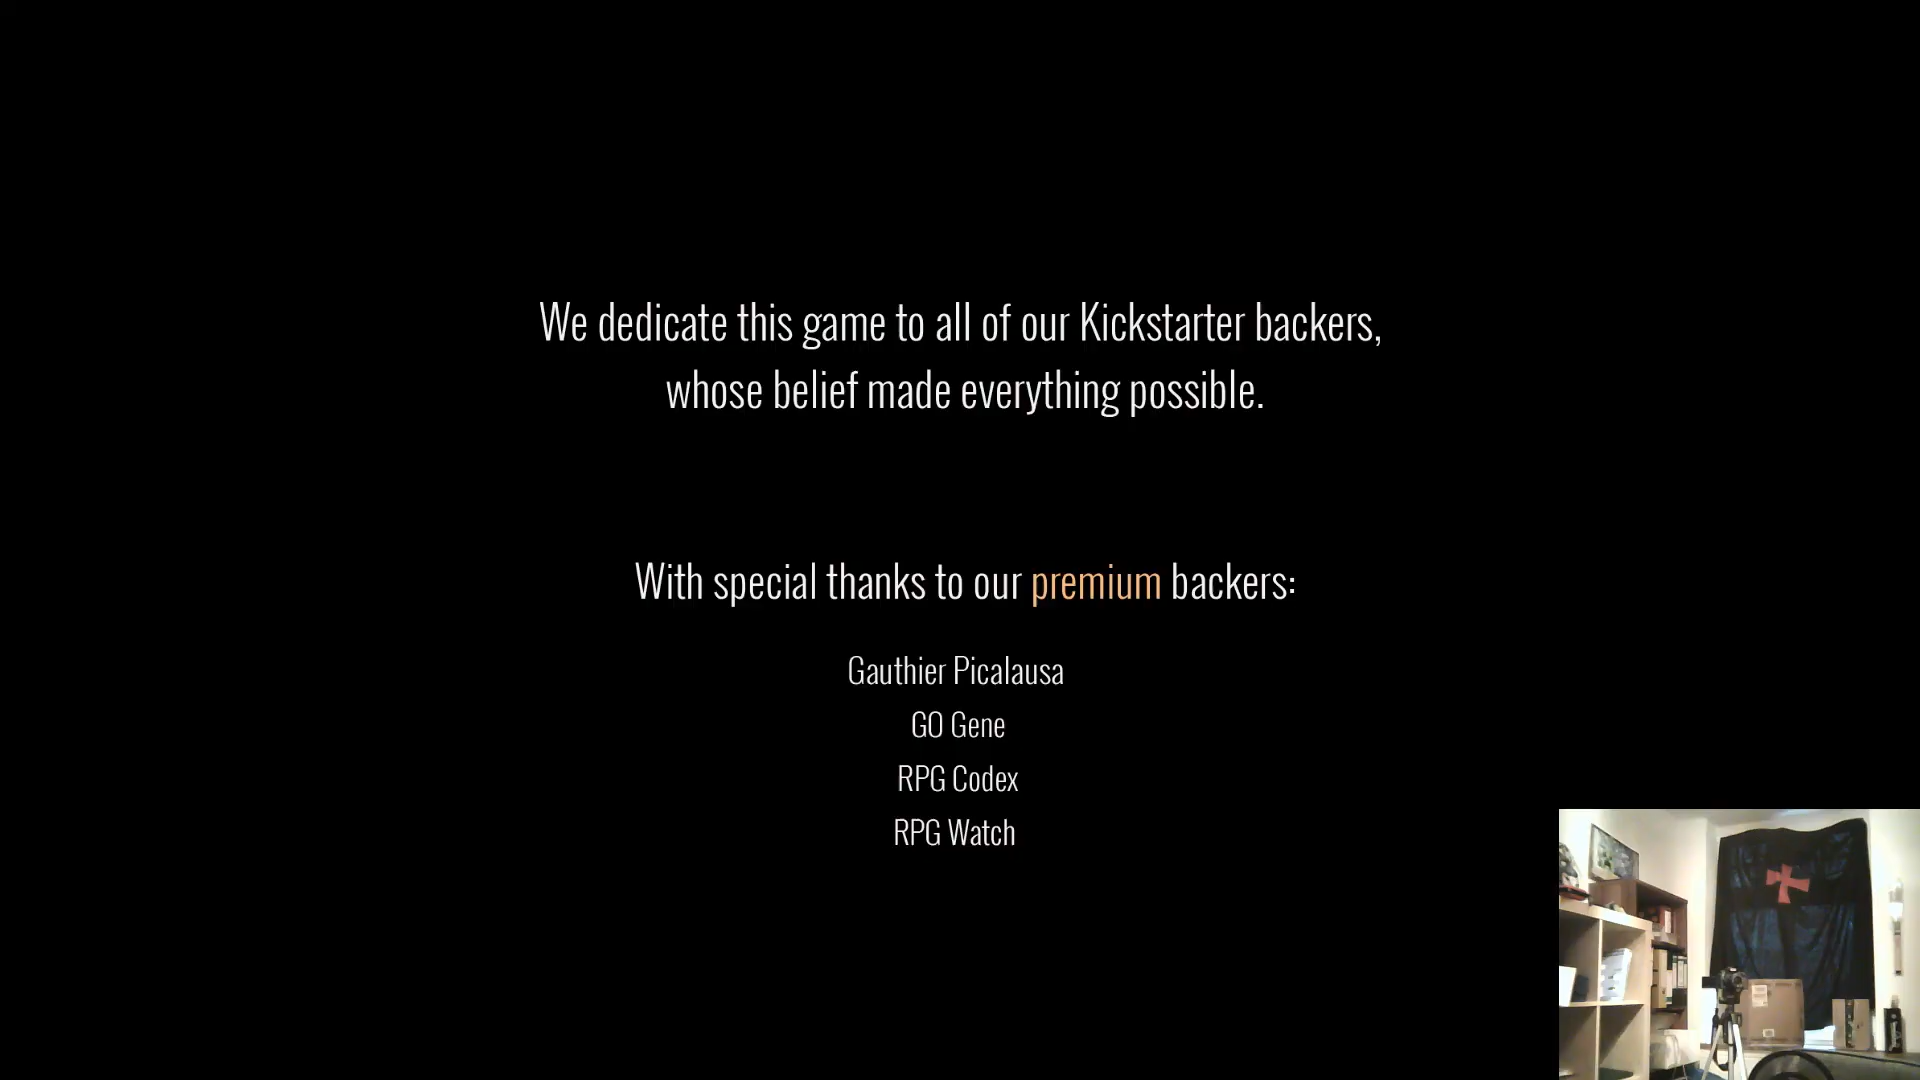 We dedicate this game to all of our Kickstarter backers,
whose belief made everything possible.
With special thanks to our premium backers:
Gauthier Picalausa
GO Gene
RPG Codex
RPG Watch